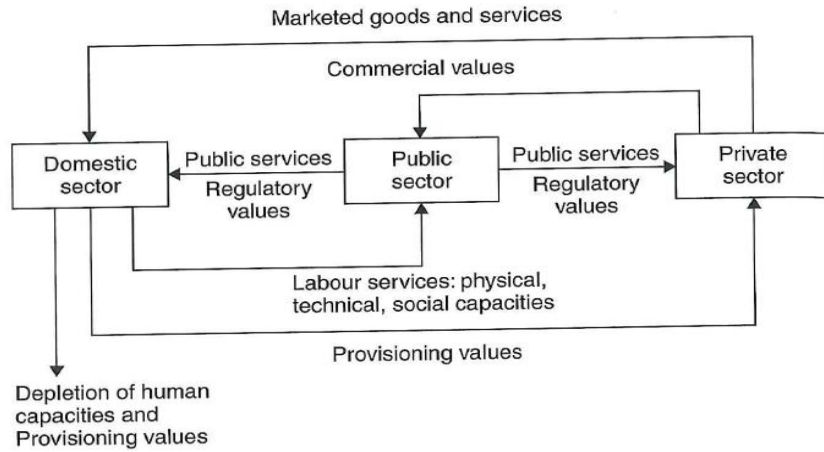 Marketed goods and services
Commercial values
Domestic
sector
Public services
Regulatory
values
Public
sector
Public services
Regulatory
values
Private
sector
Labour services: physical,
technical, social capacities
Provisioning values
Depletion of human
capacities and
Provisioning values